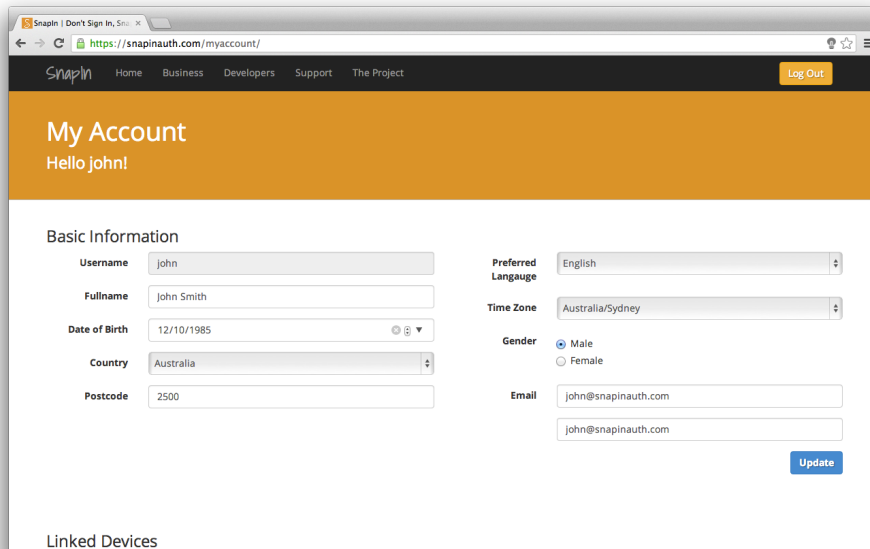 SnapIn | Don't Sign In, Sna
https://snapinauth.com/myaccount/
SnapIn Home Business Developers Support The Project Log Out
My Account
Hello john!
Basic Information
Username john
Fullname John Smith
Date of Birth 12/10/1985
Country Australia
Postcode 2500
Preferred
Langauge English
Time Zone Australia/Sydney
Gender Male
Female
Email john@snapinauth.com
john@snapinauth.com
Update
Linked Devices